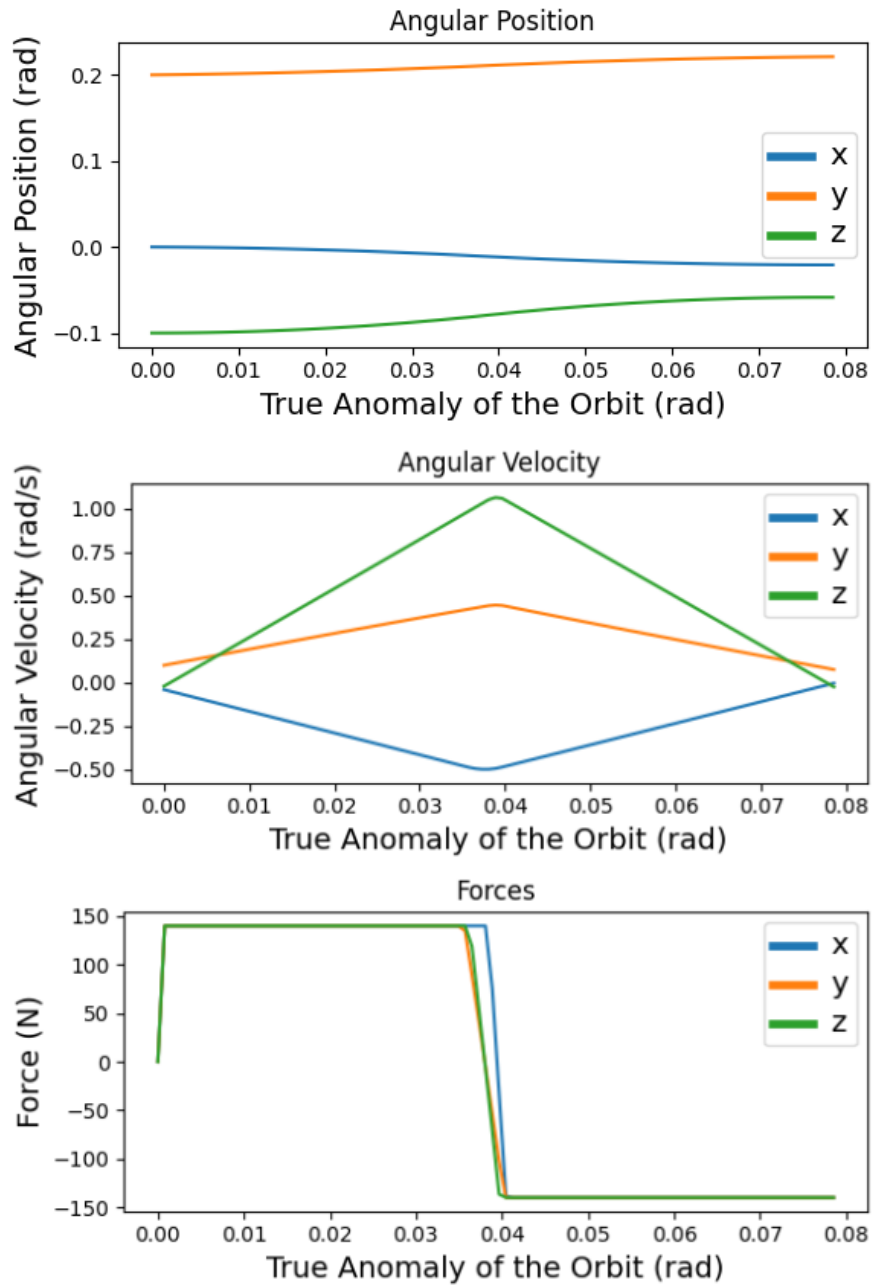 Angular Position
Angular Position (rad)
0.2
0.1
0.0
−0.1
x
y
z
0.00 0.01 0.02 0.03 0.04 0.05 0.06 0.07 0.08
True Anomaly of the Orbit (rad)
Angular Velocity
Angular Velocity (rad/s)
1.00
0.75
0.50
0.25
0.00
−0.25
−0.50
x
y
z
0.00 0.01 0.02 0.03 0.04 0.05 0.06 0.07 0.08
True Anomaly of the Orbit (rad)
Forces
Force (N)
150
100
50
0
−50
−100
−150
x
y
z
0.00 0.01 0.02 0.03 0.04 0.05 0.06 0.07 0.08
True Anomaly of the Orbit (rad)